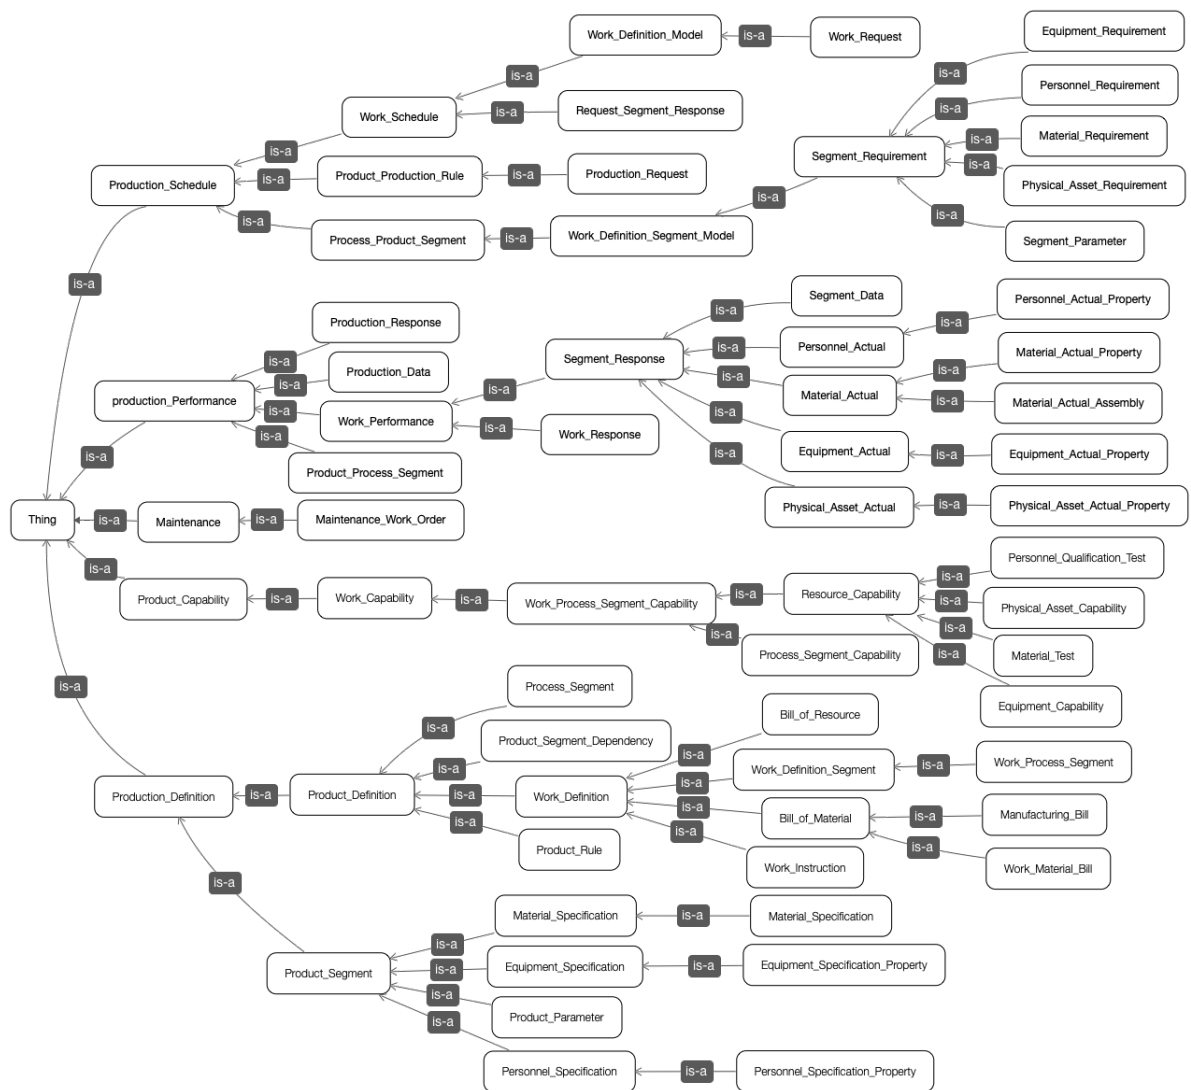 Equipment_Requirement
Work_Definition_Model
is-a
Work_Request
is-a
Personnel_Requirement
is-a
Work_Schedule
is-a
Request_Segment_Response
is-a
Material_Requirement
is-a
is-a
Segment_Requirement
is-a
Production_Schedule
is-a
Product_Production_Rule
is-a
Production_Request
Physical_Asset_Requirement
is-a
is-a
is-a
Process_Product_Segment
is-a
Work_Definition_Segment_Model
Segment_Parameter
is-a
Segment_Data
Personnel_Actual_Property
is-a
Production_Response
is-a
Personnel_Actual
is-a
Segment_Response
is-a
Material_Actual_Property
is-a
Production_Data
is-a
is-a
is-a
production_Performance
is-a
Work_Performance
is-a
Material_Actual
is-a
Material_Actual_Assembly
is-a
is-a
is-a
Work_Response
is-a
Equipment_Actual
is-a
Equipment_Actual_Property
is-a
Product_Process_Segment
Physical_Asset_Actual
is-a
Physical_Asset_Actual_Property
Thing
is-a
Maintenance
is-a
Maintenance_Work_Order
Personnel_Qualification_Test
is-a
is-a
Product_Capability
is-a
Work_Capability
is-a
Work_Process_Segment_Capability
is-a
Resource_Capability
is-a
Physical_Asset_Capability
is-a
is-a
Process_Segment_Capability
is-a
Material_Test
is-a
Process_Segment
Equipment_Capability
Bill_of_Resource
is-a
Product_Segment_Dependency
is-a
Work_Process_Segment
is-a
is-a
Work_Definition_Segment
is-a
Production_Definition
is-a
Product_Definition
is-a
Work_Definition
is-a
Bill_of_Material
is-a
Manufacturing_Bill
is-a
is-a
Product_Rule
is-a
Work_Instruction
Work_Material_Bill
is-a
Material_Specification
is-a
Material_Specification
is-a
Product_Segment
is-a
Equipment_Specification
is-a
Equipment_Specification_Property
is-a
Product_Parameter
is-a
Personnel_Specification
is-a
Personnel_Specification_Property